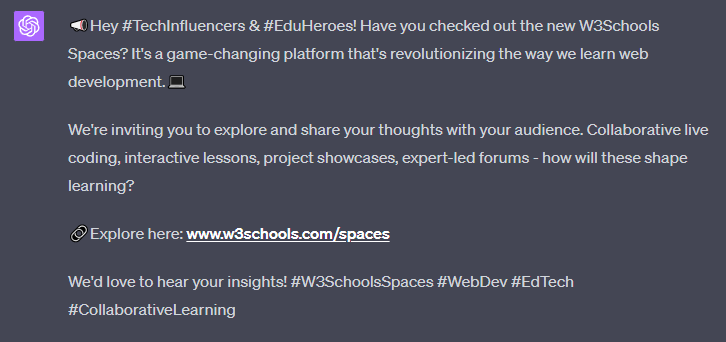 📢Hey #TechInfluencers & #EduHeroes! Have you checked out the new W3Schools
Spaces? It's a game-changing platform that's revolutionizing the way we learn web
development.💻
We're inviting you to explore and share your thoughts with your audience. Collaborative live
coding, interactive lessons, project showcases, expert-led forums - how will these shape
learning?
🔗Explore here: www.w3schools.com/spaces
We'd love to hear your insights! #W3SchoolsSpaces #WebDev #EdTech
#CollaborativeLearning